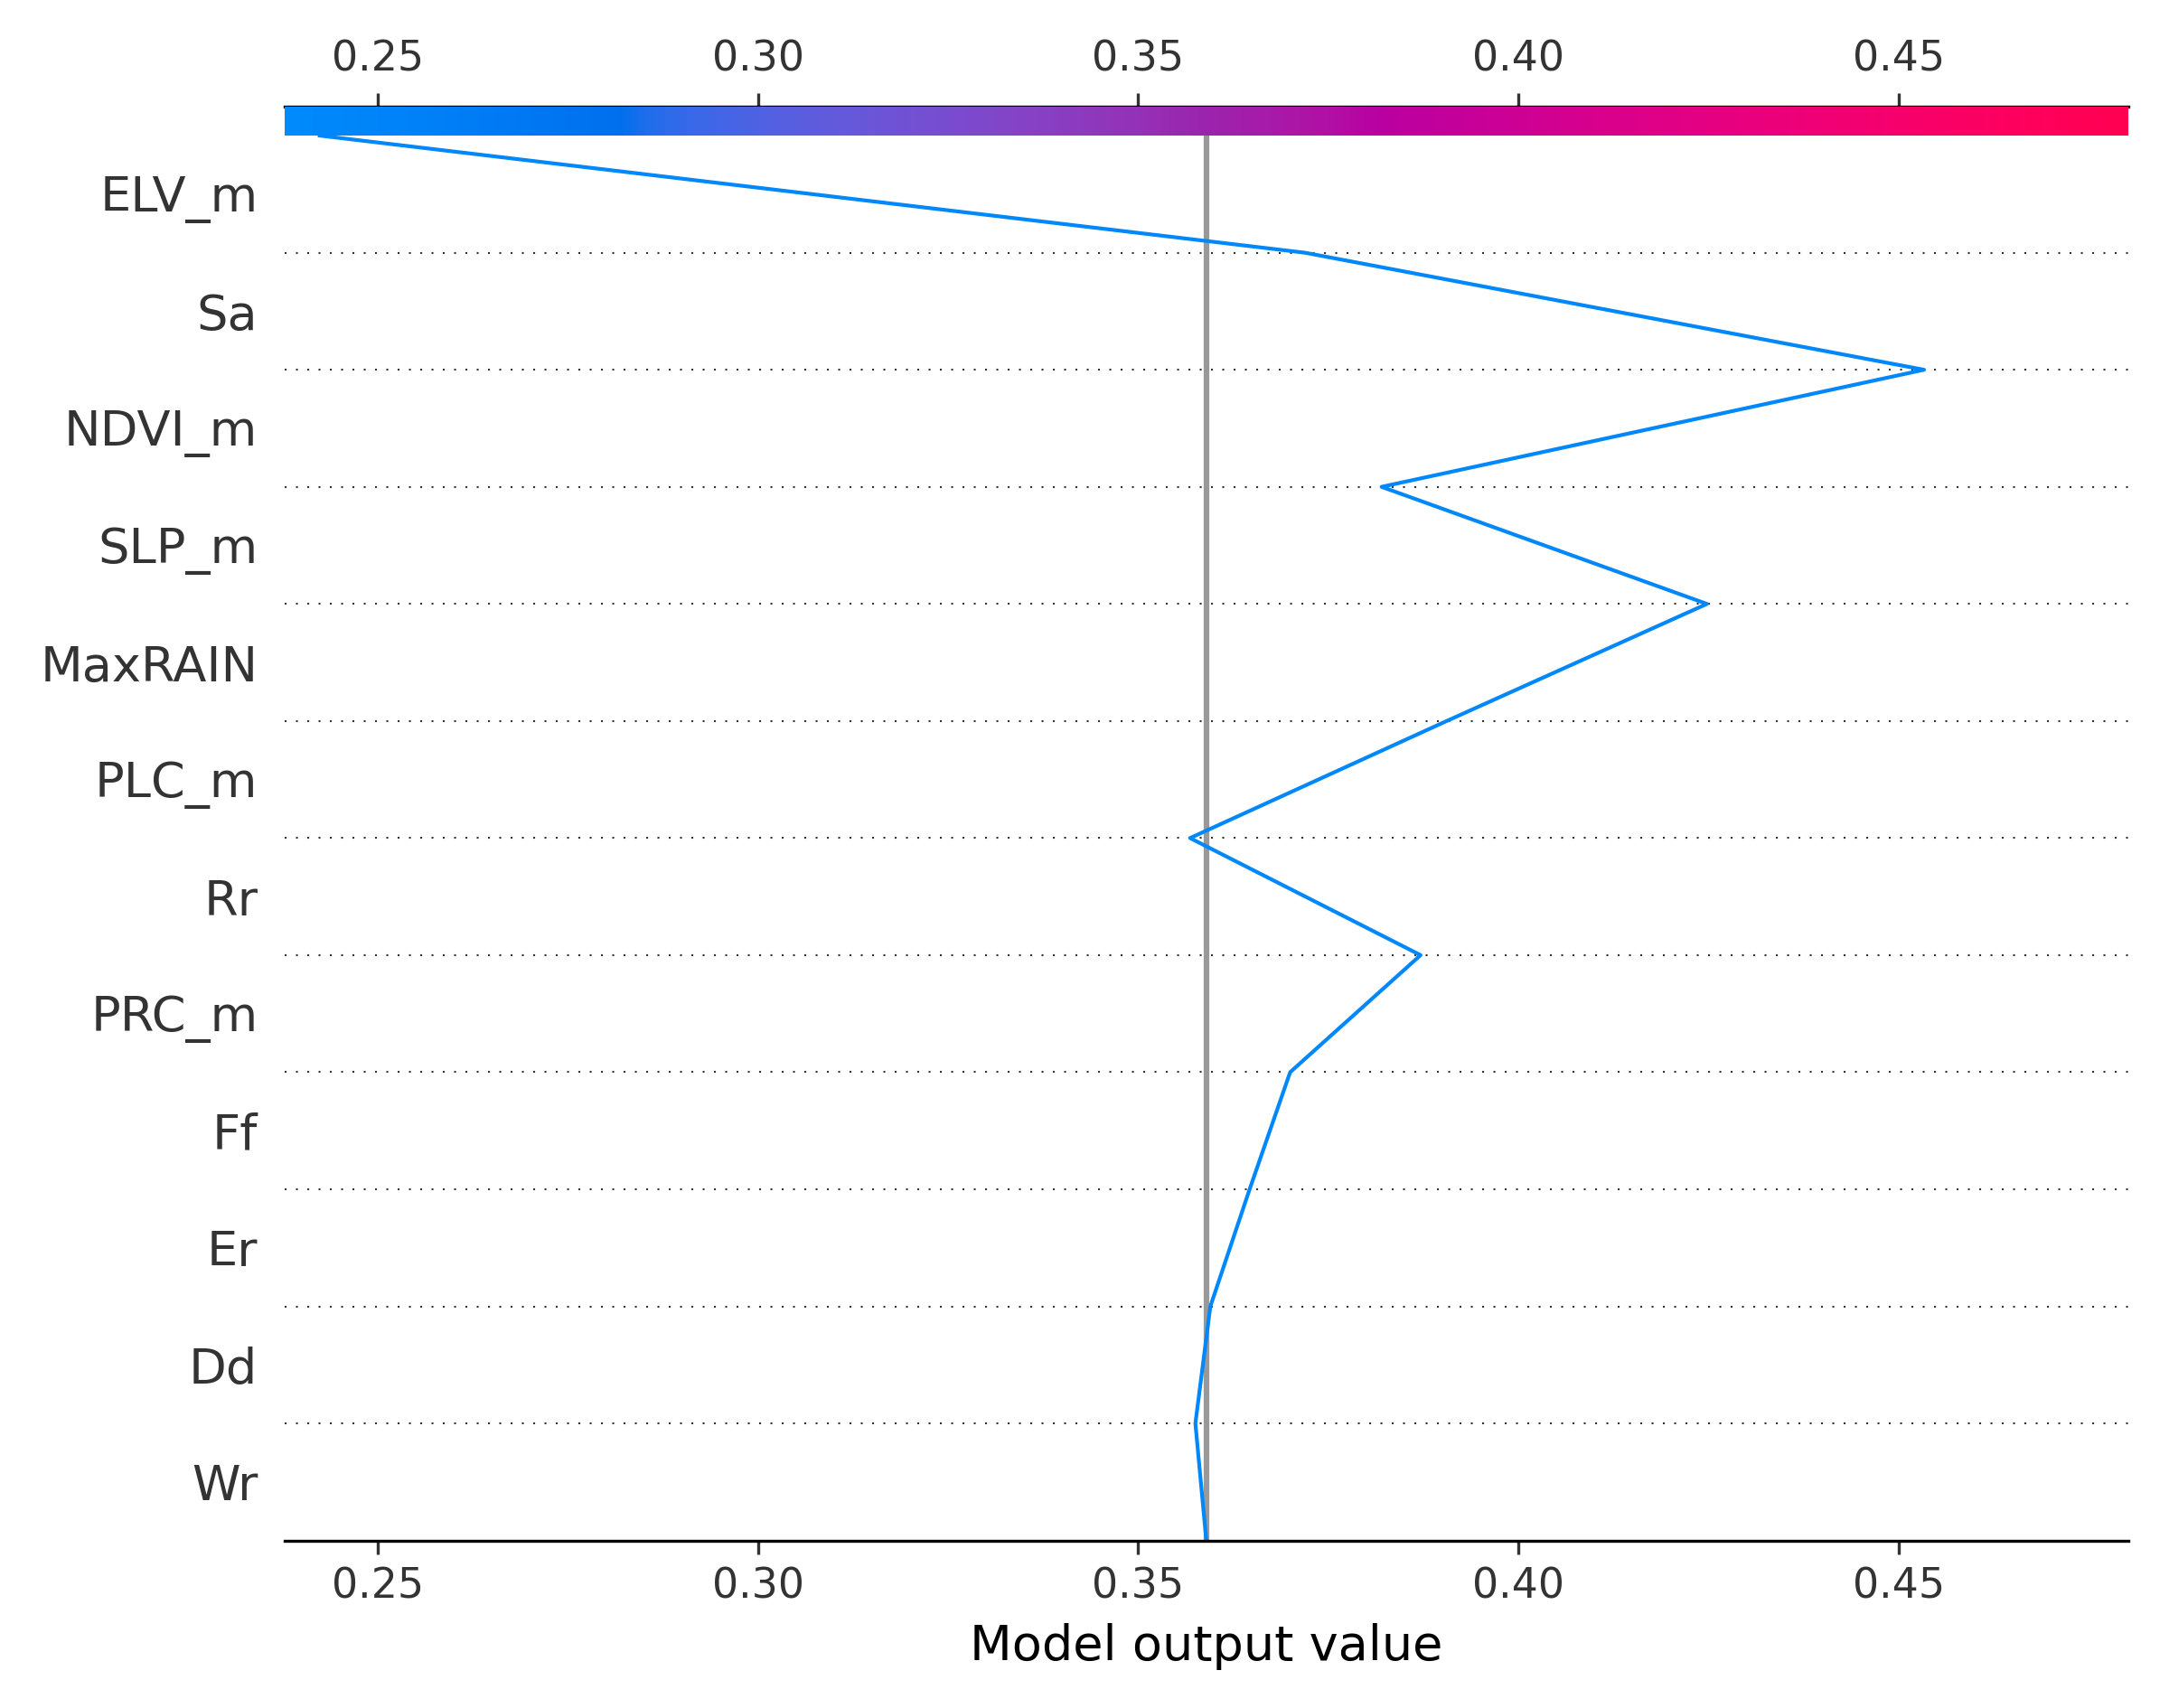 0.25 0.30 0.35 0.40 0.45
ELV_m
Sa
NDVI_m
SLP_m
MaxRAIN
PLC_m
Rr
PRC_m
Ff
Er
Dd
Wr
0.25 0.30 0.35 0.40 0.45
Model output value